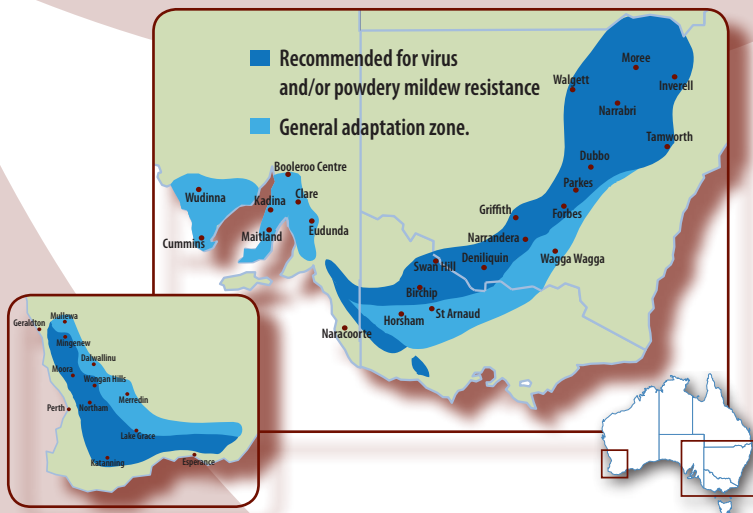 Recommended for virus
and/or powdery mildew resistance
General adaptation zone.
Moree
Walgett
Inverell
Narrabri
Tamworth
Dubbo
Booleroo Centre
Parkes
Wudinna
Clare
Kadina
Forbes
Griffith
Eudunda
Maitland
Narrandera
Cummins
Swan Hill
Deniliquin
Wagga Wagga
Birchip
Horsham
St Arnaud
Naracoorte
Mullewa
Geraldton
Mingenew
Dalwallinu
Moora
Wongan Hills
Merredin
Perth
Northam
Lake Grace
Katanning
Esperance